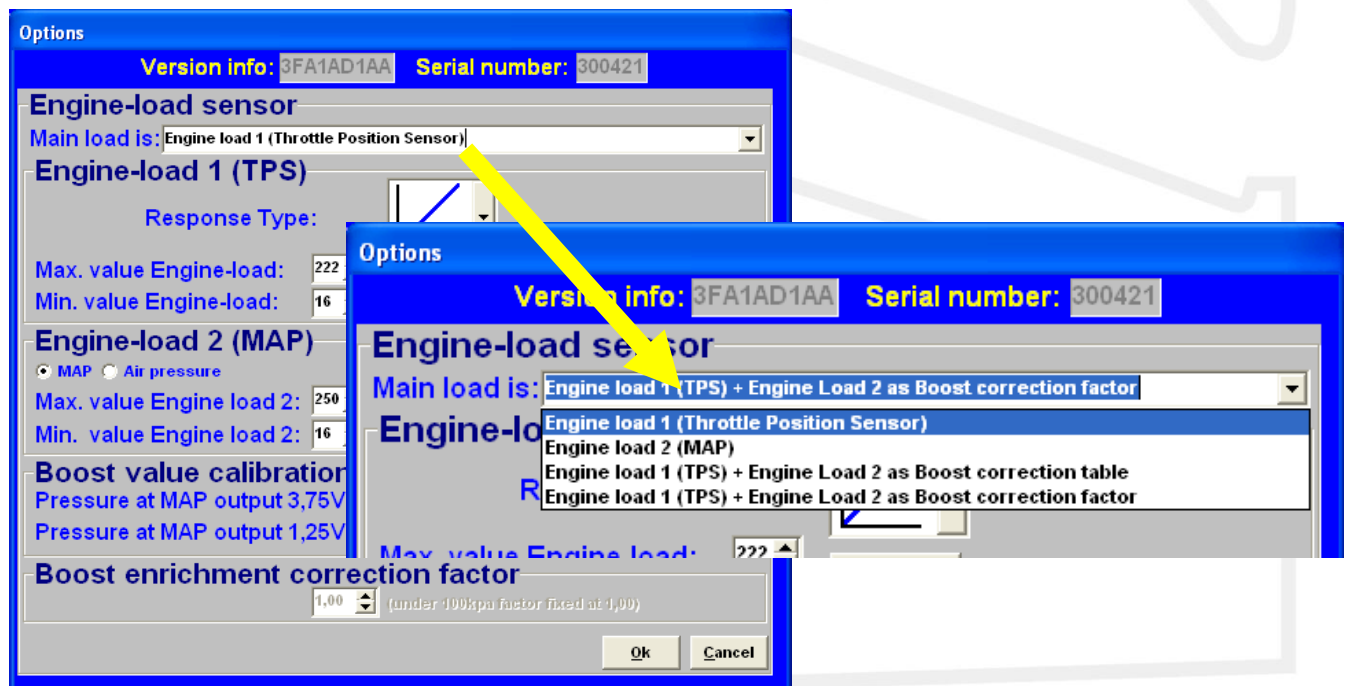 Options
Version info: 3FA1AD1AA Serial number: 300421
Engine-load sensor
Main load is: Engine load 1 (Throttle Position Sensor)
Engine-load 1 (TPS)
Response Type:
Max. value Engine-load: 222
Min. value Engine-load: 16
Engine-load 2 (MAP)
MAP Air pressure
Max. value Engine load 2: 250
Min. value Engine load 2: 16
Boost value calibration
Pressure at MAP output 3,75V
Pressure at MAP output 1,25V
Boost enrichment correction factor
1,00 (under 100kpa factor fixed at 1,00)
Ok Cancel
Options
Version info: 3FA1AD1AA Serial number: 300421
Engine-load sensor
Main load is: Engine load 1 (TPS) + Engine Load 2 as Boost correction factor
Engine load 1 (Throttle Position Sensor)
Engine load 2 (MAP)
Engine load 1 (TPS) + Engine Load 2 as Boost correction table
Engine load 1 (TPS) + Engine Load 2 as Boost correction factor
Engine-lo
R
Max. value Engine load: 222